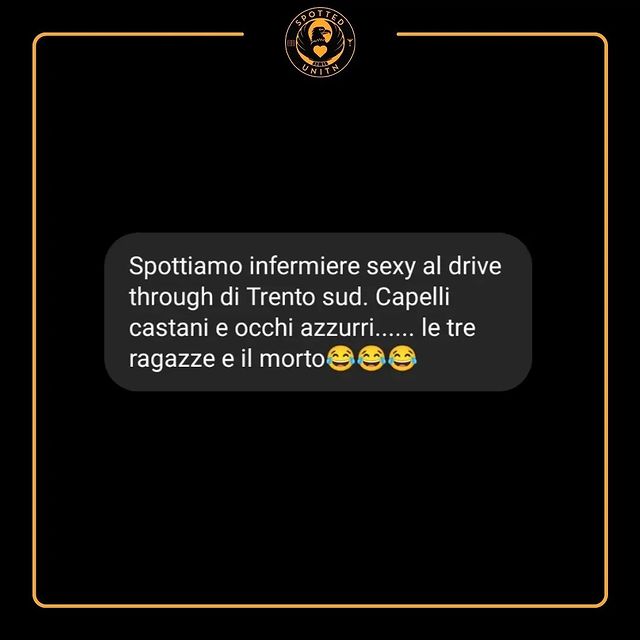 SPOTTED
UNITN
Spottiamo infermiere sexy al drive
through di Trento sud. Capelli
castani e occhi azzurri...... le tre
ragazze e il morto😂😂😂